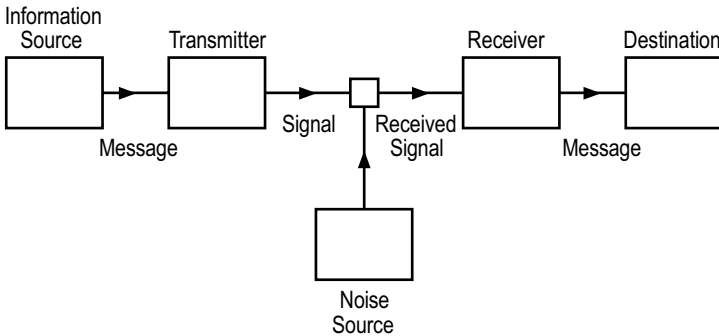 Information
Source
Transmitter
Receiver
Destination
Message
Signal
Received
Signal
Message
Noise
Source